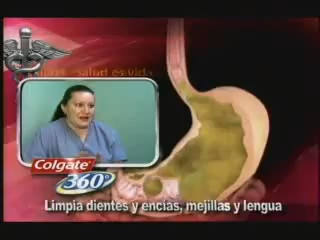 salud es vida
Colgate
360°
Limpia dientes y encías, mejillas y lengua